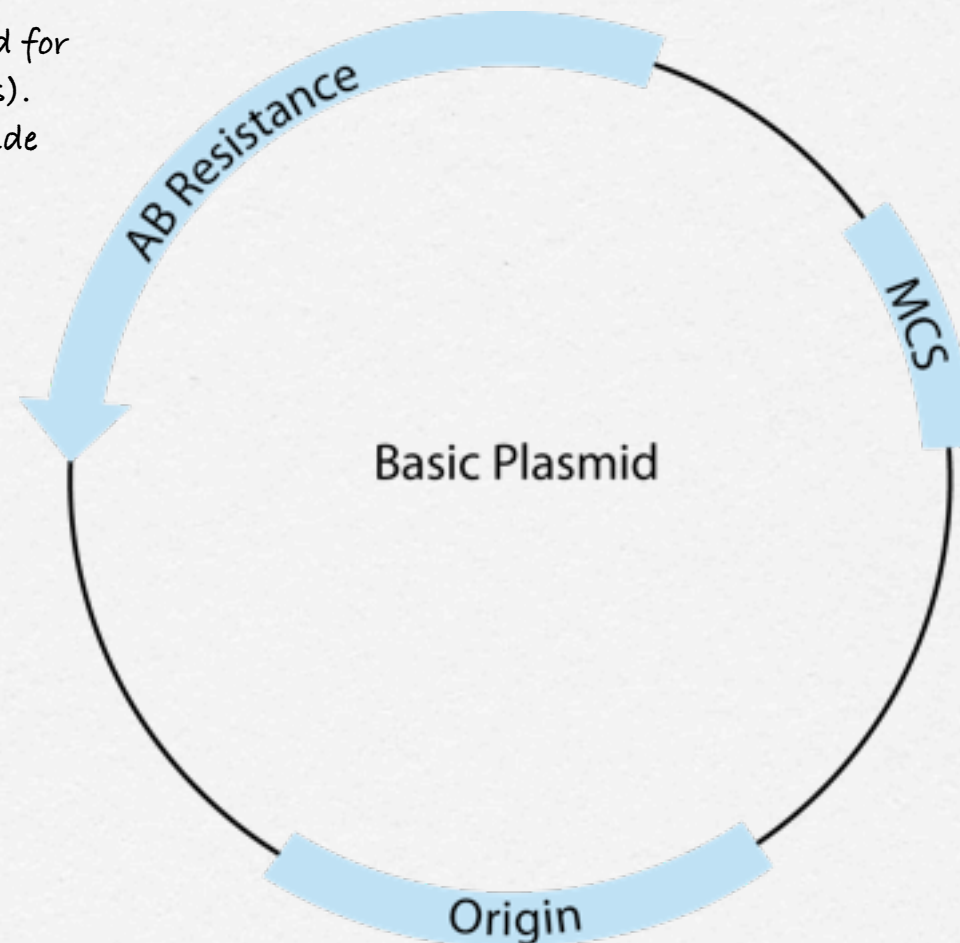 d for
s).
de
AB Resistance
MCS
Basic Plasmid
Origin